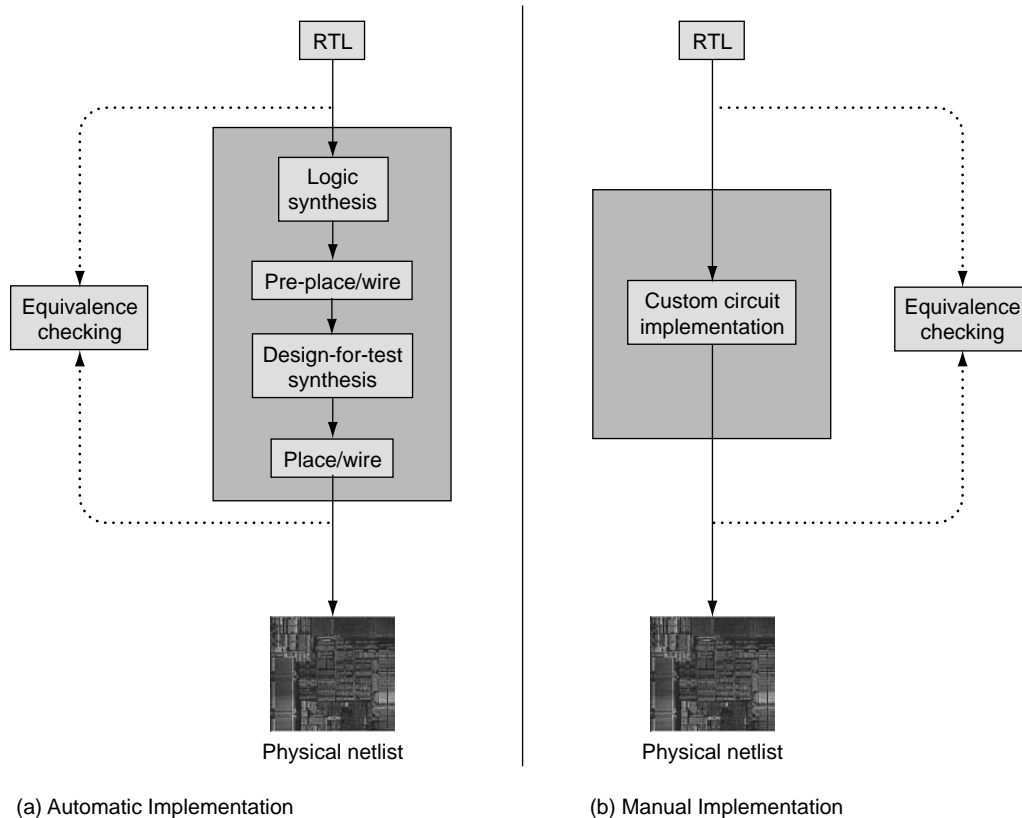 RTL
Logic
synthesis
Pre-place/wire
Equivalence
checking
Design-for-test
synthesis
Place/wire
Physical netlist
(a) Automatic Implementation
RTL
Custom circuit
implementation
Equivalence
checking
Physical netlist
(b) Manual Implementation